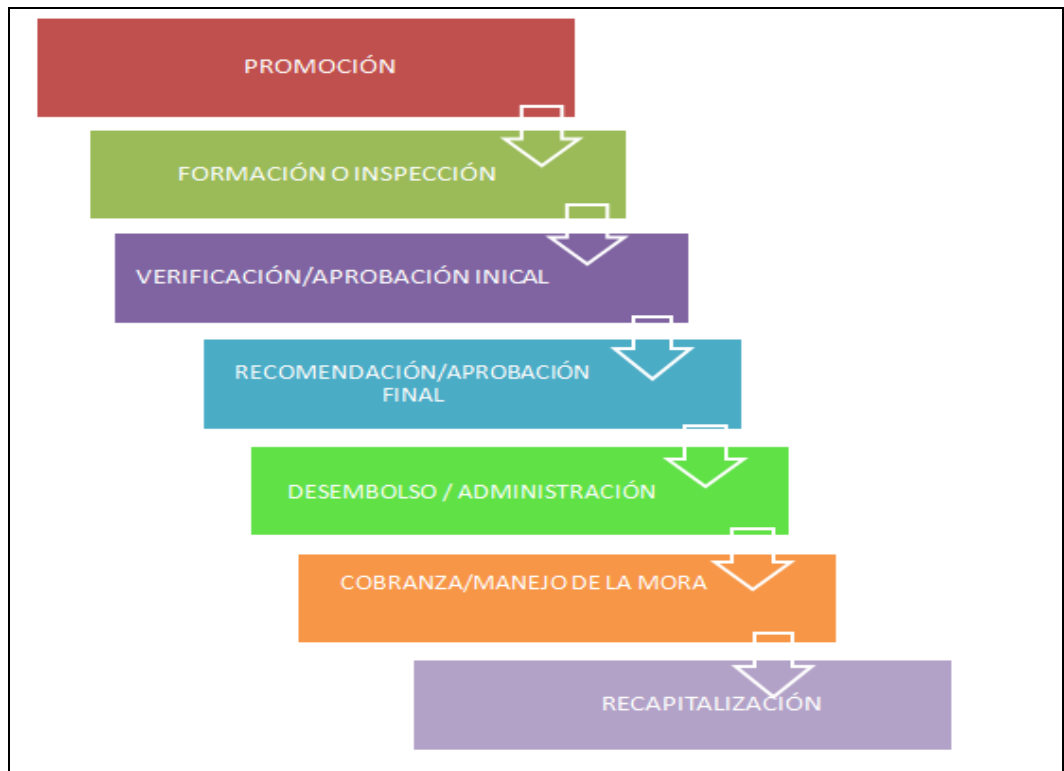 PROMOCIÓN
FORMACIÓN O INSPECCIÓN
VERIFICACIÓN/APROBACIÓN INICAL
RECOMENDACIÓN/APROBACIÓN
FINAL
DESEMBOLSO / ADMINISTRACIÓN
COBRANZA/MANEJO DE LA MORA
RECAPITALIZACIÓN